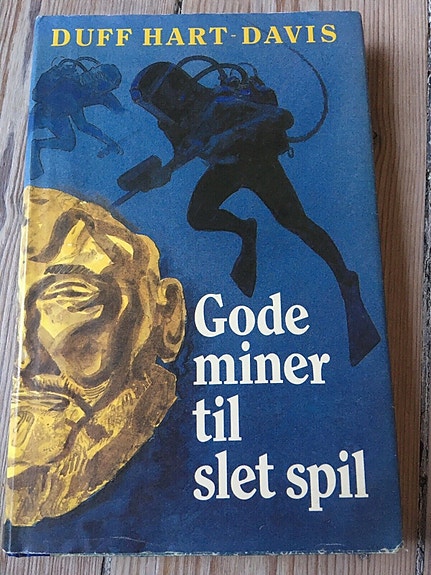 DUFF HART-DAVIS
Gode
miner
til
slet spil